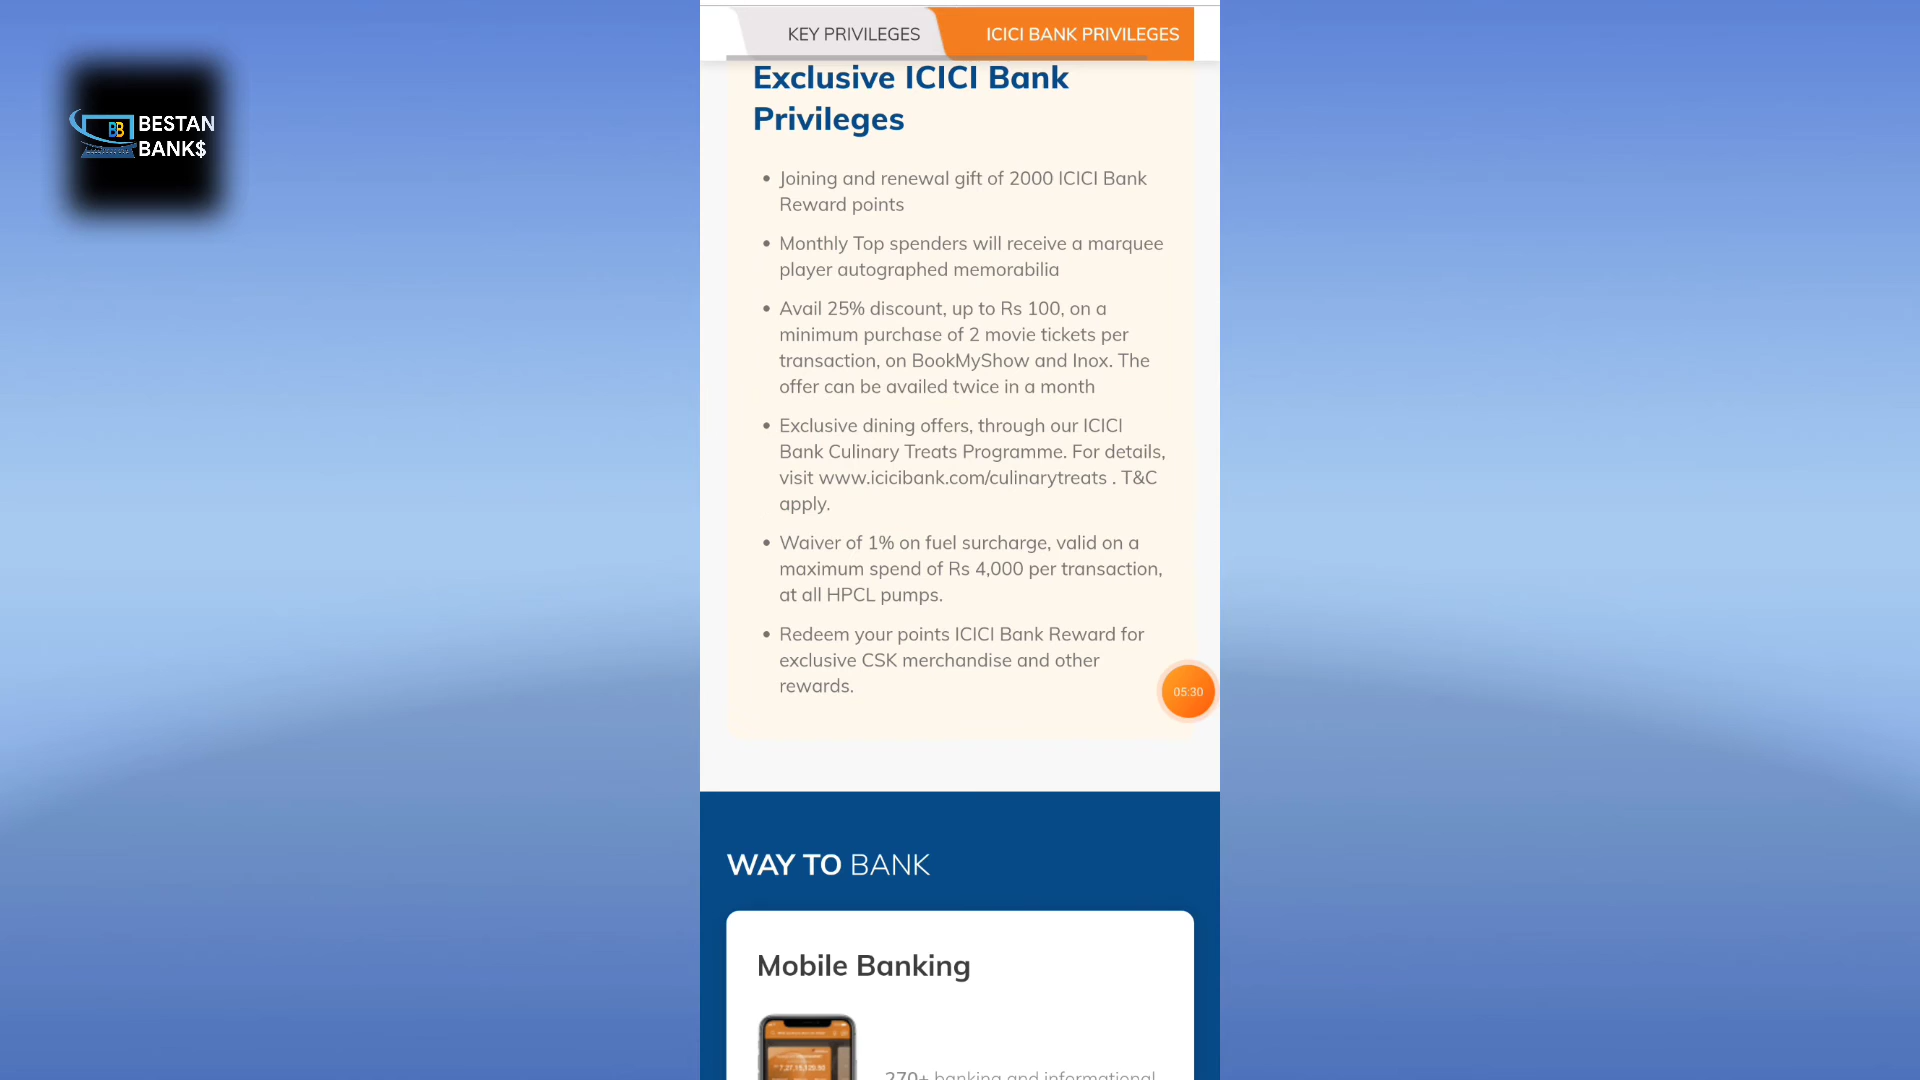 KEY PRIVILEGES
ICICI BANK PRIVILEGES
BESTAN
BANK$
BB
Exclusive ICICI Bank
Privileges
• Joining and renewal gift of 2000 ICICI Bank
Reward points
• Monthly Top spenders will receive a marquee
player autographed memorabilia
• Avail 25% discount, up to Rs 100, on a
minimum purchase of 2 movie tickets per
transaction, on BookMyShow and Inox. The
offer can be availed twice in a month
• Exclusive dining offers, through our ICICI
Bank Culinary Treats Programme. For details,
visit www.icicibank.com/culinarytreats . T&C
apply.
• Waiver of 1% on fuel surcharge, valid on a
maximum spend of Rs 4,000 per transaction,
at all HPCL pumps.
• Redeem your points ICICI Bank Reward for
exclusive CSK merchandise and other
rewards.
05:30
WAY TO BANK
Mobile Banking
270+ banking and informational